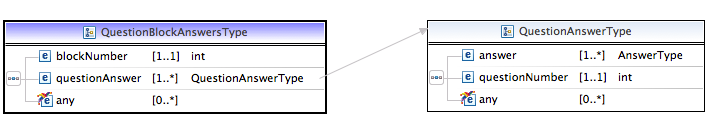 QuestionBlockAnswersType
blockNumber [1..1] int
questionAnswer [1..*] QuestionAnswerType
any [0..*]
QuestionAnswerType
answer [1..*] AnswerType
questionNumber [1..1] int
any [0..*]